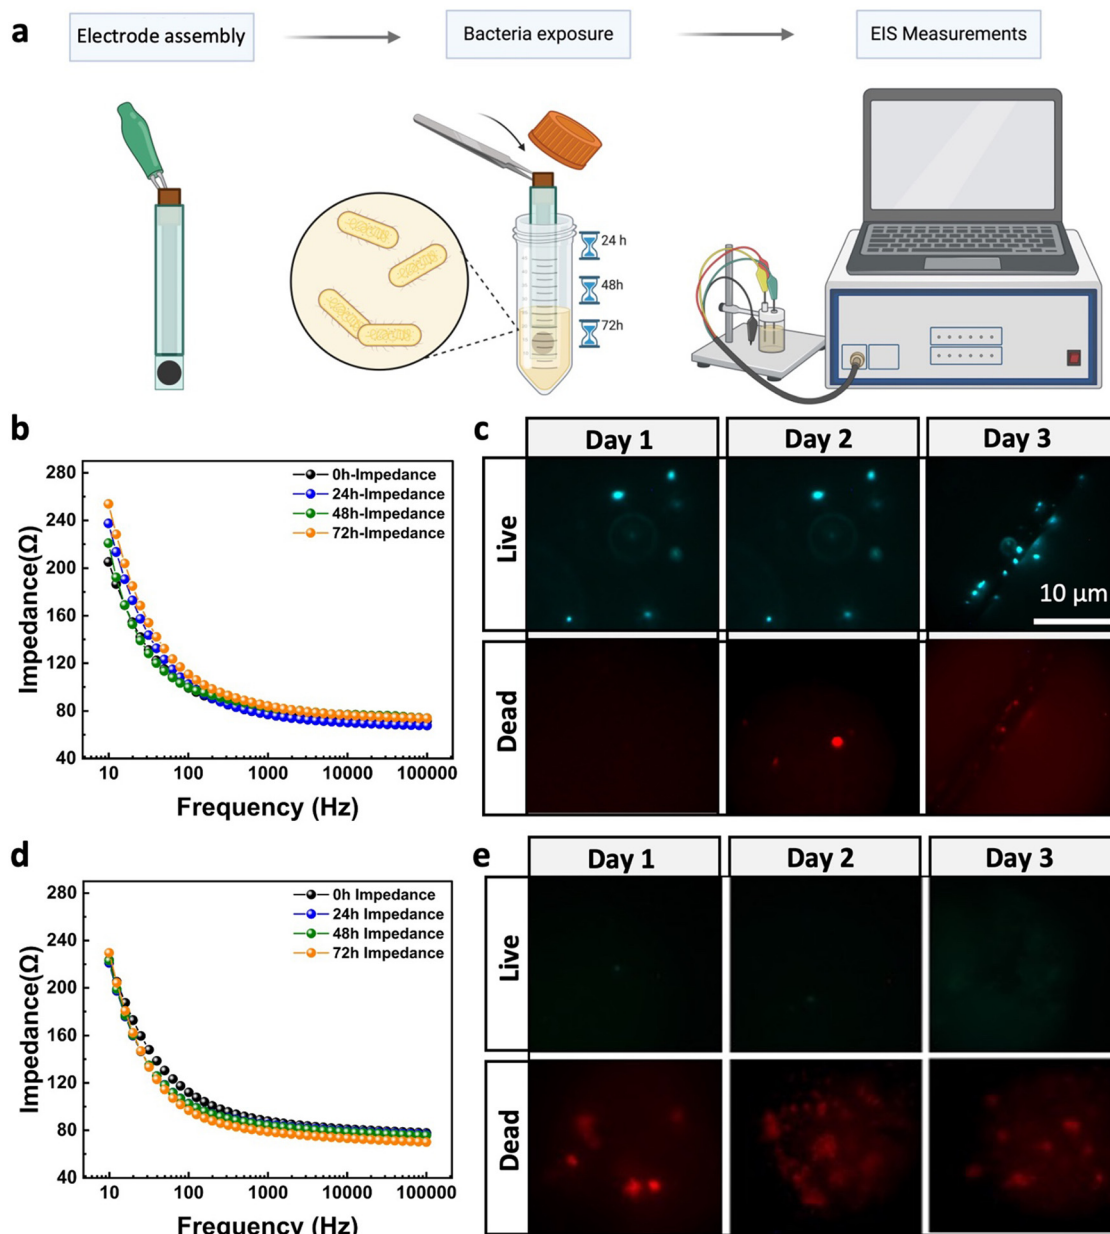 a
Electrode assembly
Bacteria exposure
EIS Measurements
24 h
48h
72h
b
280
240
200
160
120
80
40
Impedance(Ω)
0h-Impedance
24h-Impedance
48h-Impedance
72h-Impedance
10
100
1000
10000
100000
Frequency (Hz)
c
Day 1
Day 2
Day 3
Live
10 µm
Dead
d
280
240
200
160
120
80
40
Impedance(Ω)
0h Impedance
24h Impedance
48h Impedance
72h Impedance
10
100
1000
10000
100000
Frequency (Hz)
e
Day 1
Day 2
Day 3
Live
Dead